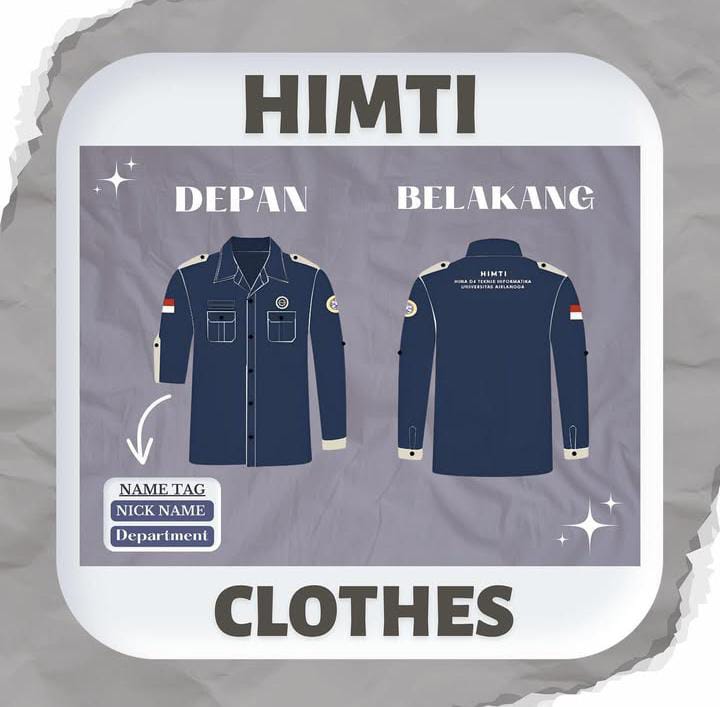 HIMTI
DEPAN
BELAKANG
HIMTI
HIMA D4 TEKNIK INFORMATIKA
UNIVERSITAS AIRLANGGA
NAME TAG
NICK NAME
Department
CLOTHES